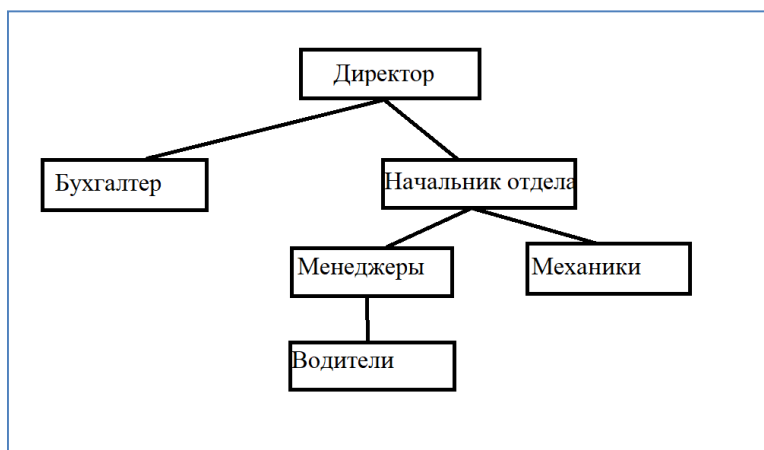 Директор
Бухгалтер
Начальник отдела
Менеджеры
Механики
Водители